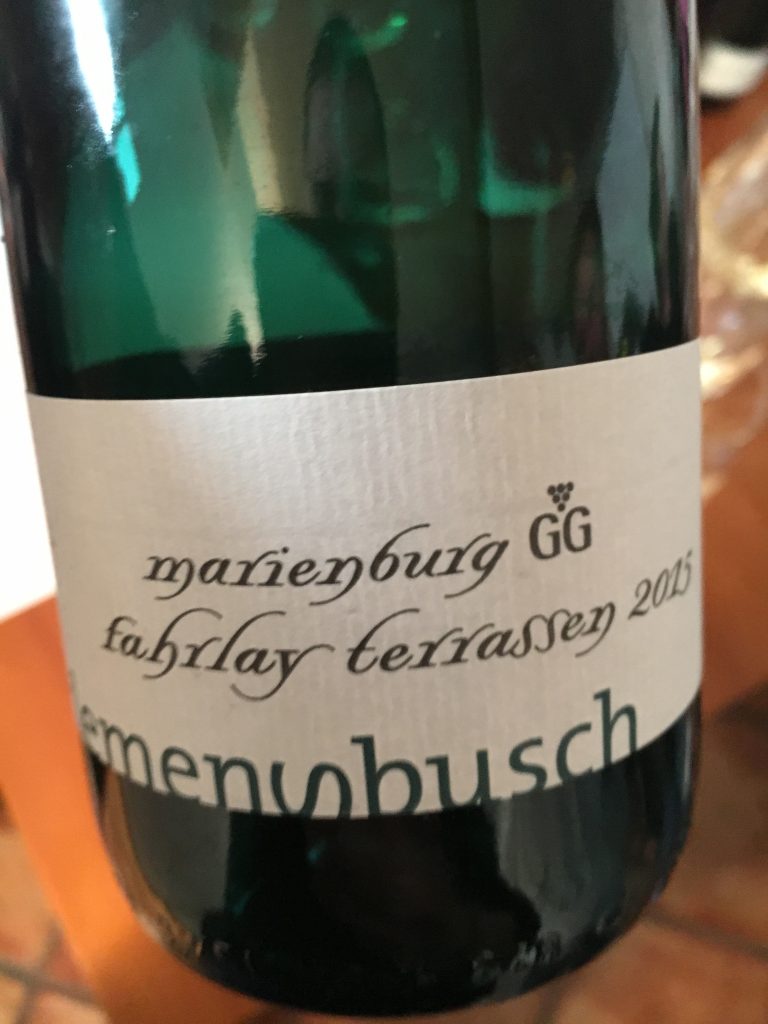 marienburg GG
fahrlay terrassen 2015
lemensbusch